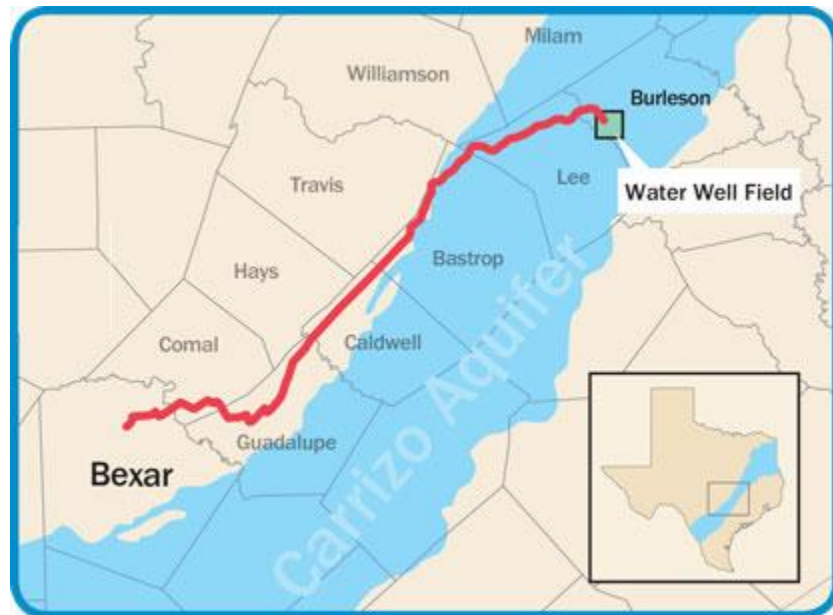 Milam
Williamson
Burleson
Travis
Lee
Water Well Field
Hays
Bastrop
Comal
Caldwell
Carrizo Aquifer
Guadalupe
Bexar